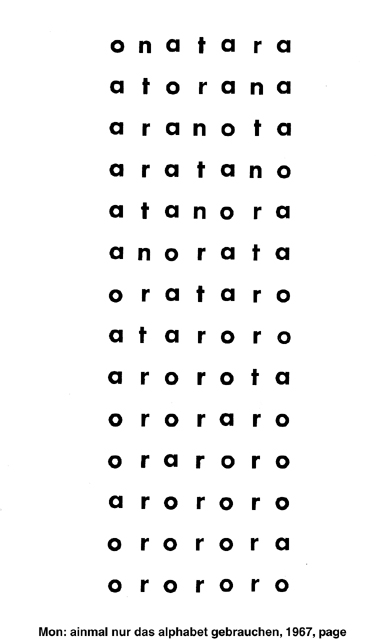 o n a t a r a
a t o r a n a
a r a n o t a
a r a t a n o
a t a n o r a
a n o r a t a
o r a t a r o
a t a r o r o
a r o r o t a
o r o r a r o
o r a r o r o
a r o r o r o
o r o r o r a
o r o r o r o
Mon: ainmal nur das alphabet gebrauchen, 1967, page